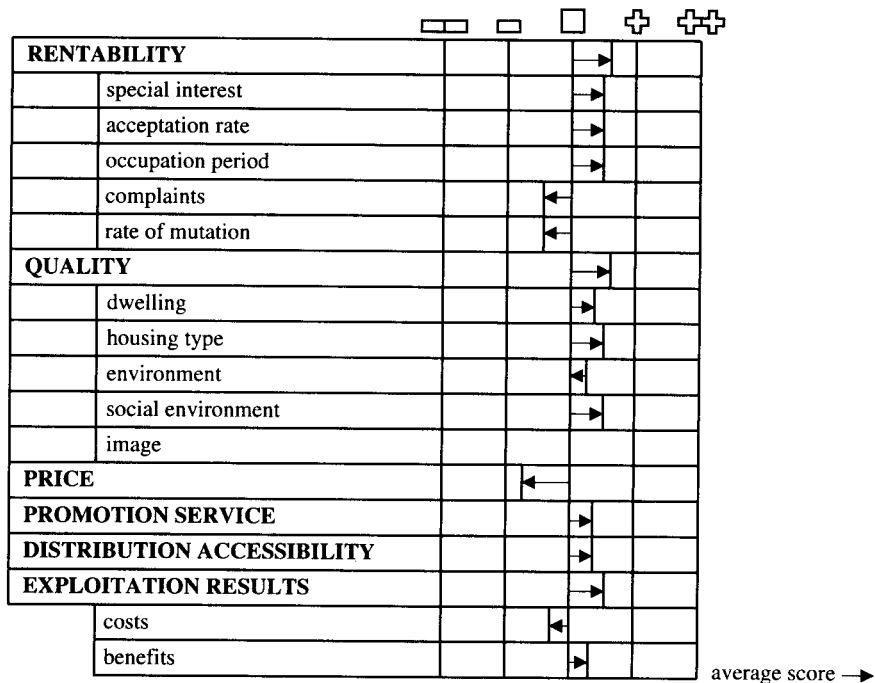 RENTABILITY
special interest
acceptation rate
occupation period
complaints
rate of mutation
QUALITY
dwelling
housing type
environment
social environment
image
PRICE
PROMOTION SERVICE
DISTRIBUTION ACCESSIBILITY
EXPLOITATION RESULTS
costs
benefits
average score